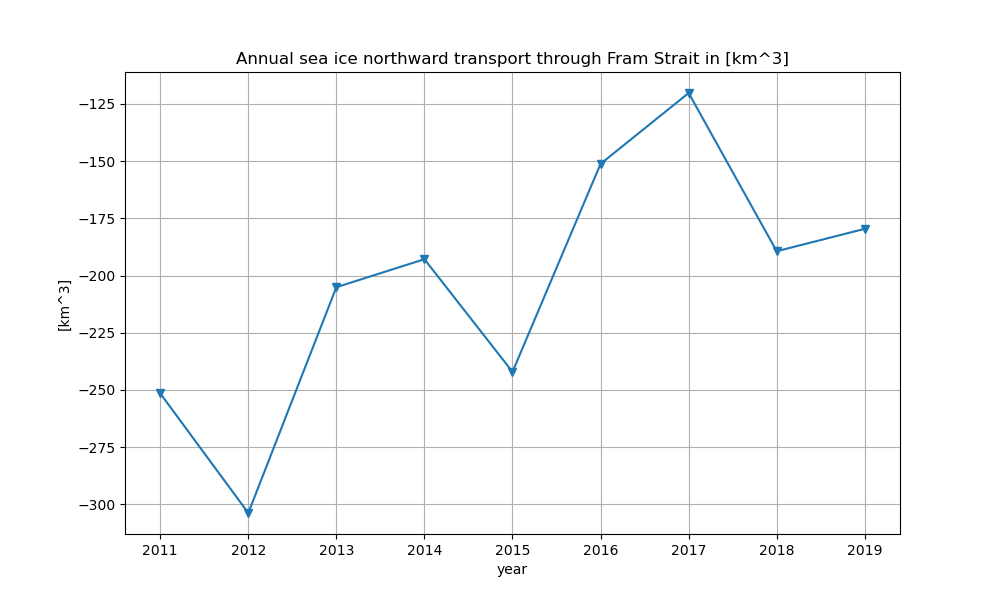 Annual sea ice northward transport through Fram Strait in [km^3]
−125
−150
−175
−200
−225
−250
−275
−300
[km^3]
2011 2012 2013 2014 2015 2016 2017 2018 2019
year